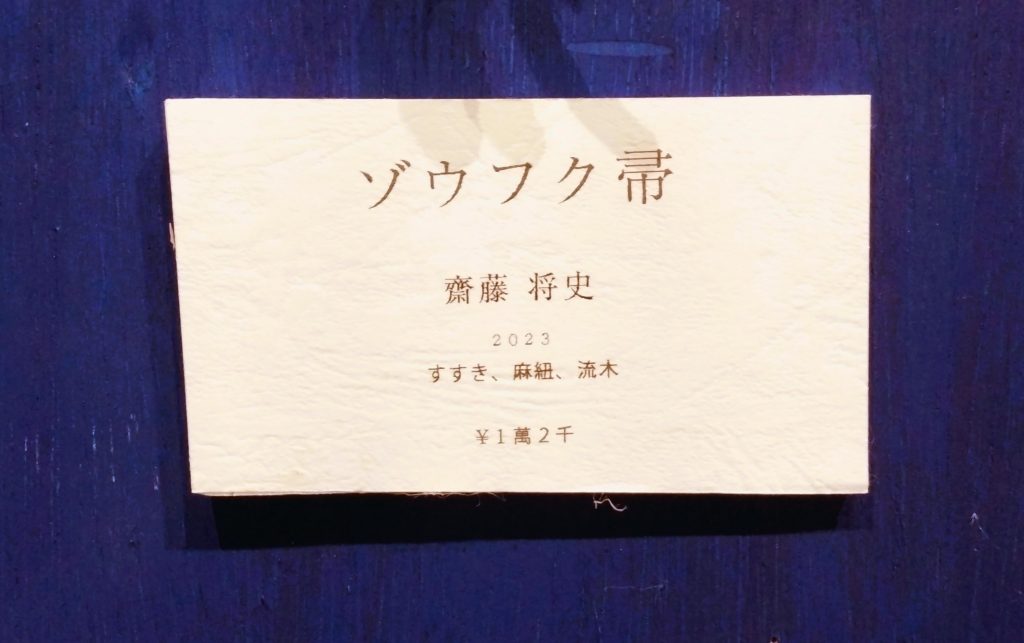 ゾウフク帚
齋藤 将史
2023
すすき、麻紐、流木
¥1萬2千